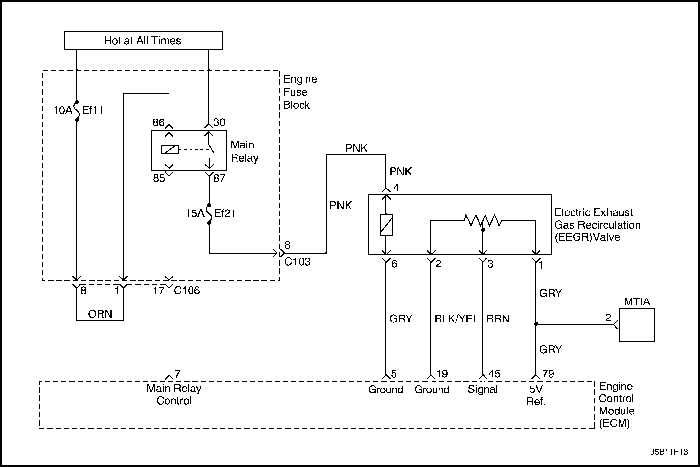 Hot at All Times
Engine
Fuse
Block
10A Ef11
86 30
Main
Relay
85 87
15A Ef21
PNK
PNK
PNK
4
8
C103
Electric Exhaust
Gas Recirculation
(EEGR) Valve
8 1 17 C106
ORN
6 2 3 1
GRY
MTIA
2
GRY BLK/YEL BRN
GRY
7 5 19 45 79
Main Relay
Control
Ground Ground Signal 5V
Ref.
Engine
Control
Module
(ECM)